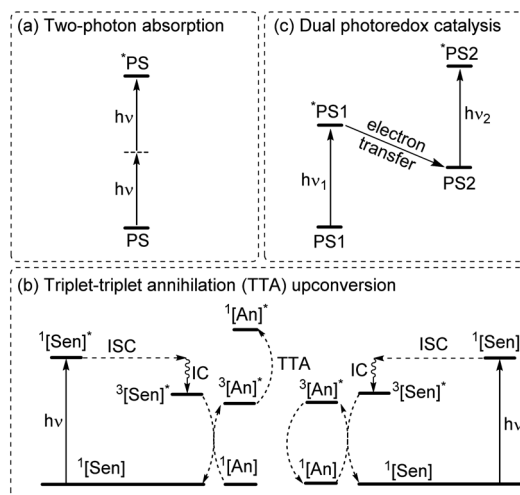 (a) Two-photon absorption
*PS
hν
hν
PS
(c) Dual photoredox catalysis
*PS2
*PS1
hν2
electron
transfer
hν1
PS2
PS1
(b) Triplet-triplet annihilation (TTA) upconversion
1[An]*
1[Sen]*
ISC
ISC
1[Sen]
TTA
IC
IC
3[Sen]*
3[An]*
3[An]*
3[Sen]*
hν
hν
1[Sen]
1[An]
1[An]
1[Sen]